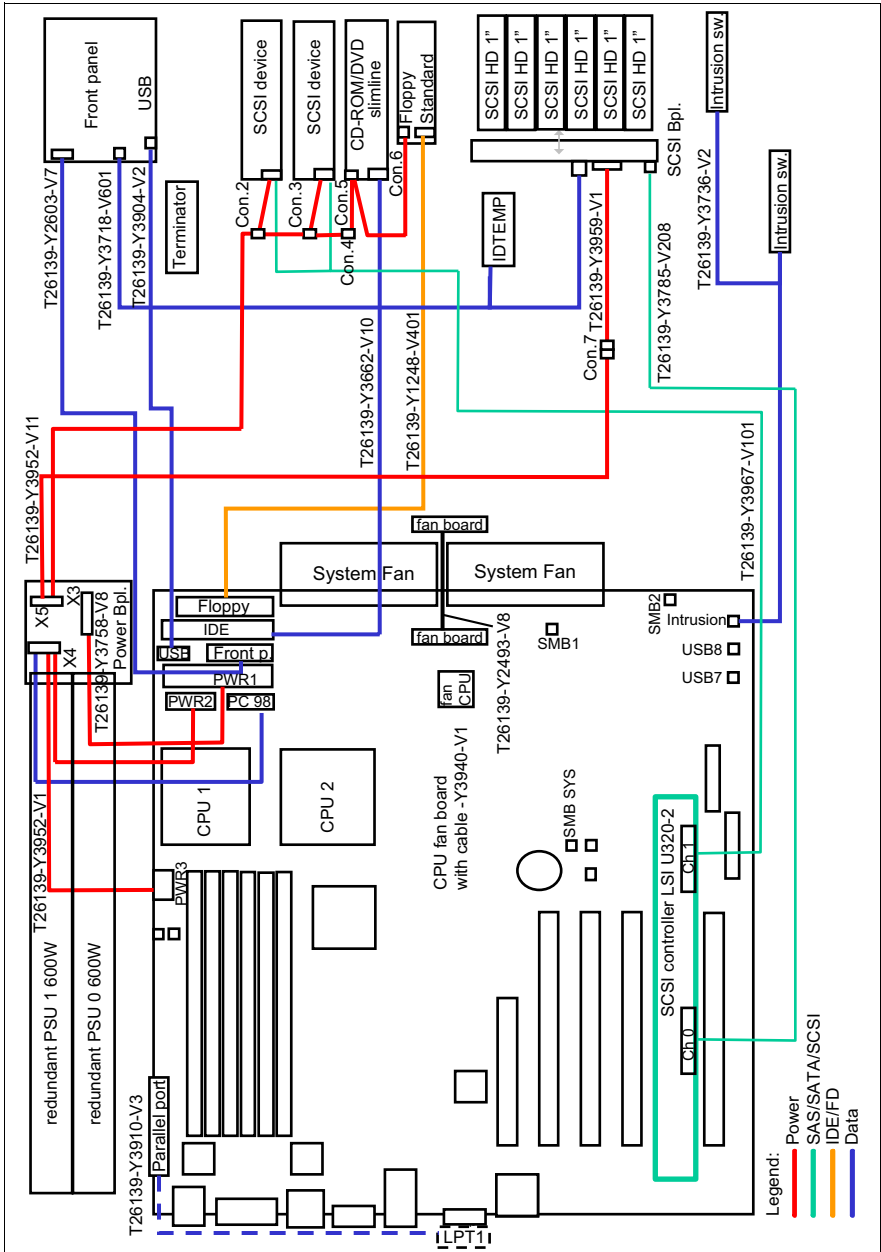 Front panel
USB
SCSI device
SCSI device
CD-ROM/DVD
slimline
Floppy
Standard
SCSI HD 1”
SCSI HD 1”
SCSI HD 1”
SCSI HD 1”
SCSI HD 1”
SCSI HD 1”
SCSI Bpl.
Intrusion sw.
Intrusion sw.
T26139-Y2603-V7
T26139-Y3718-V601
T26139-Y3904-V2
Terminator
Con.2
Con.3
Con.4
Con.5
Con.6
IDTEMP
T26139-Y3959-V1
Con.7
T26139-Y3785-V208
T26139-Y3736-V2
T26139-Y3662-V10
T26139-Y1248-V401
T26139-Y3952-V11
T26139-Y3967-V101
X5
X3
X4
T26139-Y3758-V8
Power Bpl.
T26139-Y3952-V1
redundant PSU 1 600W
redundant PSU 0 600W
Floppy
IDE
USB
Front p.
PWR1
PWR2
PC 98
System Fan
System Fan
fan board
fan board
T26139-Y2493-V8
SMB1
SMB2
Intrusion
USB8
USB7
fan
CPU
CPU 1
CPU 2
CPU fan board
with cable -Y3940-V1
SMB SYS
PWR3
SCSI controller LSI U320-2
Ch 1
Ch 0
T26139-Y3910-V3
Parallel port
LPT1
Legend:
Power
SAS/SATA/SCSI
IDE/FD
Data